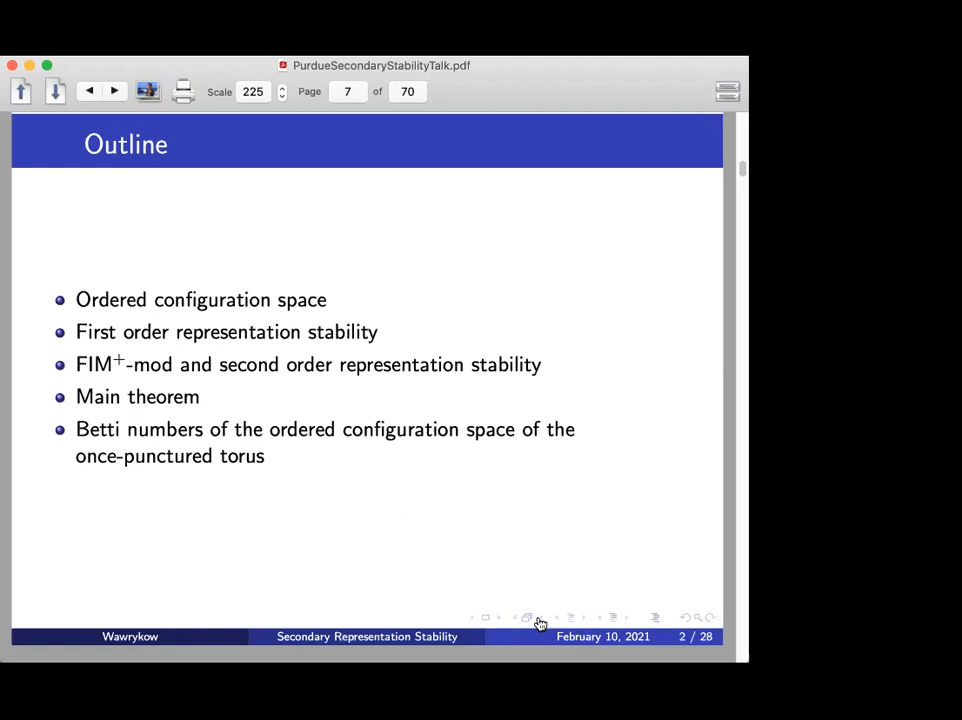 PurdueSecondaryStabilityTalk.pdf
Scale 225 Page 7 of 70
Outline
Ordered configuration space
First order representation stability
FIM⁺-mod and second order representation stability
Main theorem
Betti numbers of the ordered configuration space of the
once-punctured torus
Wawrykow Secondary Representation Stability February 10, 2021 2 / 28